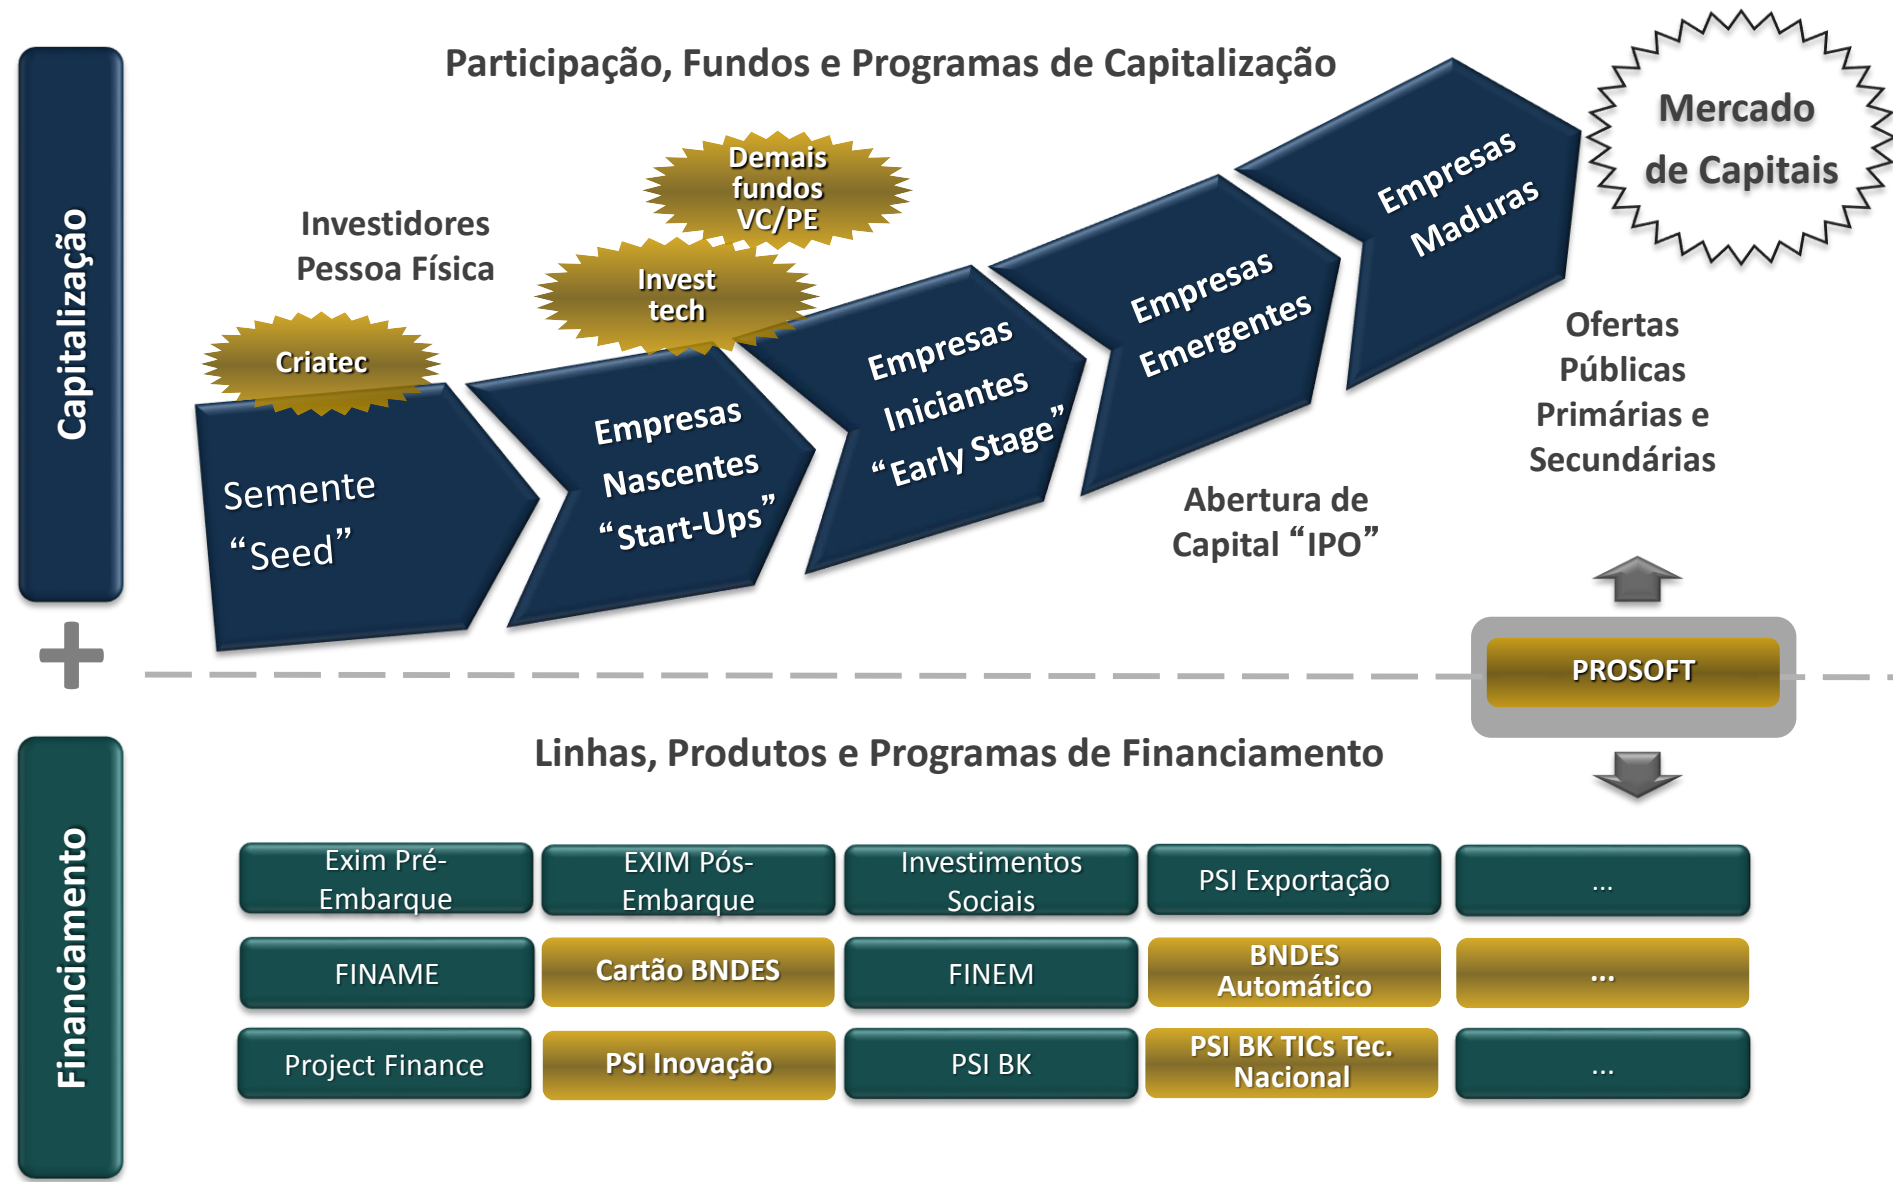 Capitalização
Participação, Fundos e Programas de Capitalização
Mercado
de Capitais
Demais
fundos
VC/PE
Investidores
Pessoa Física
Invest
tech
Criatec
Semente
“Seed”
Empresas
Nascentes
“Start-Ups”
Empresas
Iniciantes
“Early Stage”
Empresas
Emergentes
Empresas
Maduras
Ofertas
Públicas
Primárias e
Secundárias
Abertura de
Capital “IPO”
+
PROSOFT
Financiamento
Linhas, Produtos e Programas de Financiamento
Exim Pré-
Embarque
EXIM Pós-
Embarque
Investimentos
Sociais
PSI Exportação
...
FINAME
Cartão BNDES
FINEM
BNDES
Automático
...
Project Finance
PSI Inovação
PSI BK
PSI BK TICs Tec.
Nacional
...